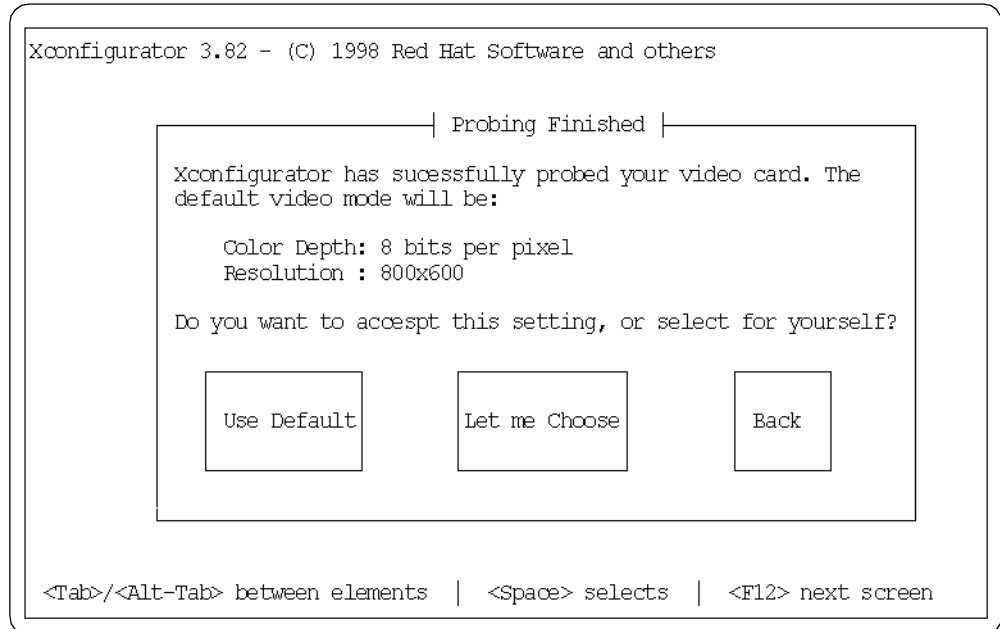 Xconfigurator 3.82 - (C) 1998 Red Hat Software and others
Probing Finished
Xconfigurator has sucessfully probed your video card. The
default video mode will be:
Color Depth: 8 bits per pixel
Resolution : 800x600
Do you want to accespt this setting, or select for yourself?
Use Default Let me Choose Back
<Tab>/<Alt-Tab> between elements | <Space> selects | <F12> next screen